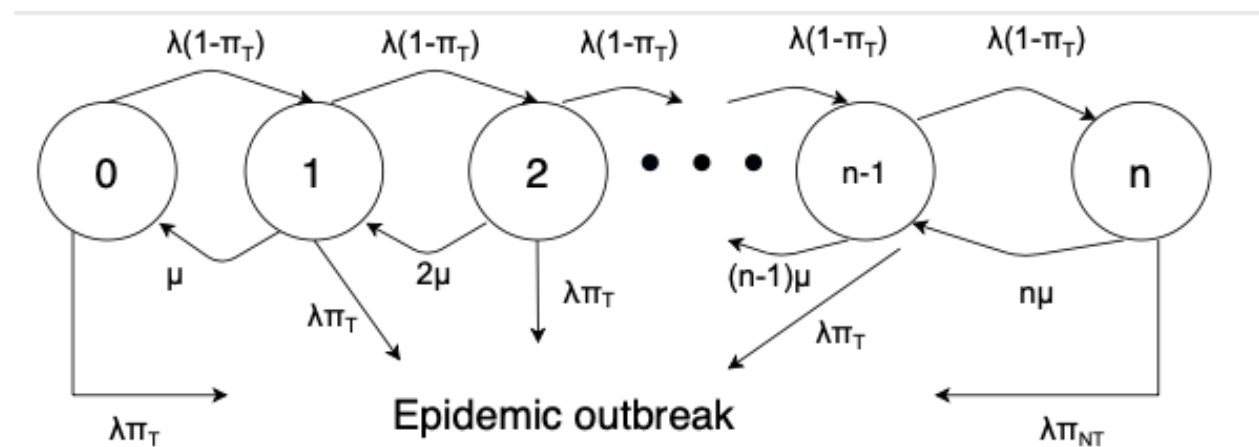 λ(1-π_T) λ(1-π_T) λ(1-π_T) λ(1-π_T) λ(1-π_T)
0 1 2 n-1 n
μ 2μ (n-1)μ nμ
λπ_T λπ_T λπ_T
Epidemic outbreak
λπ_T λπ_NT